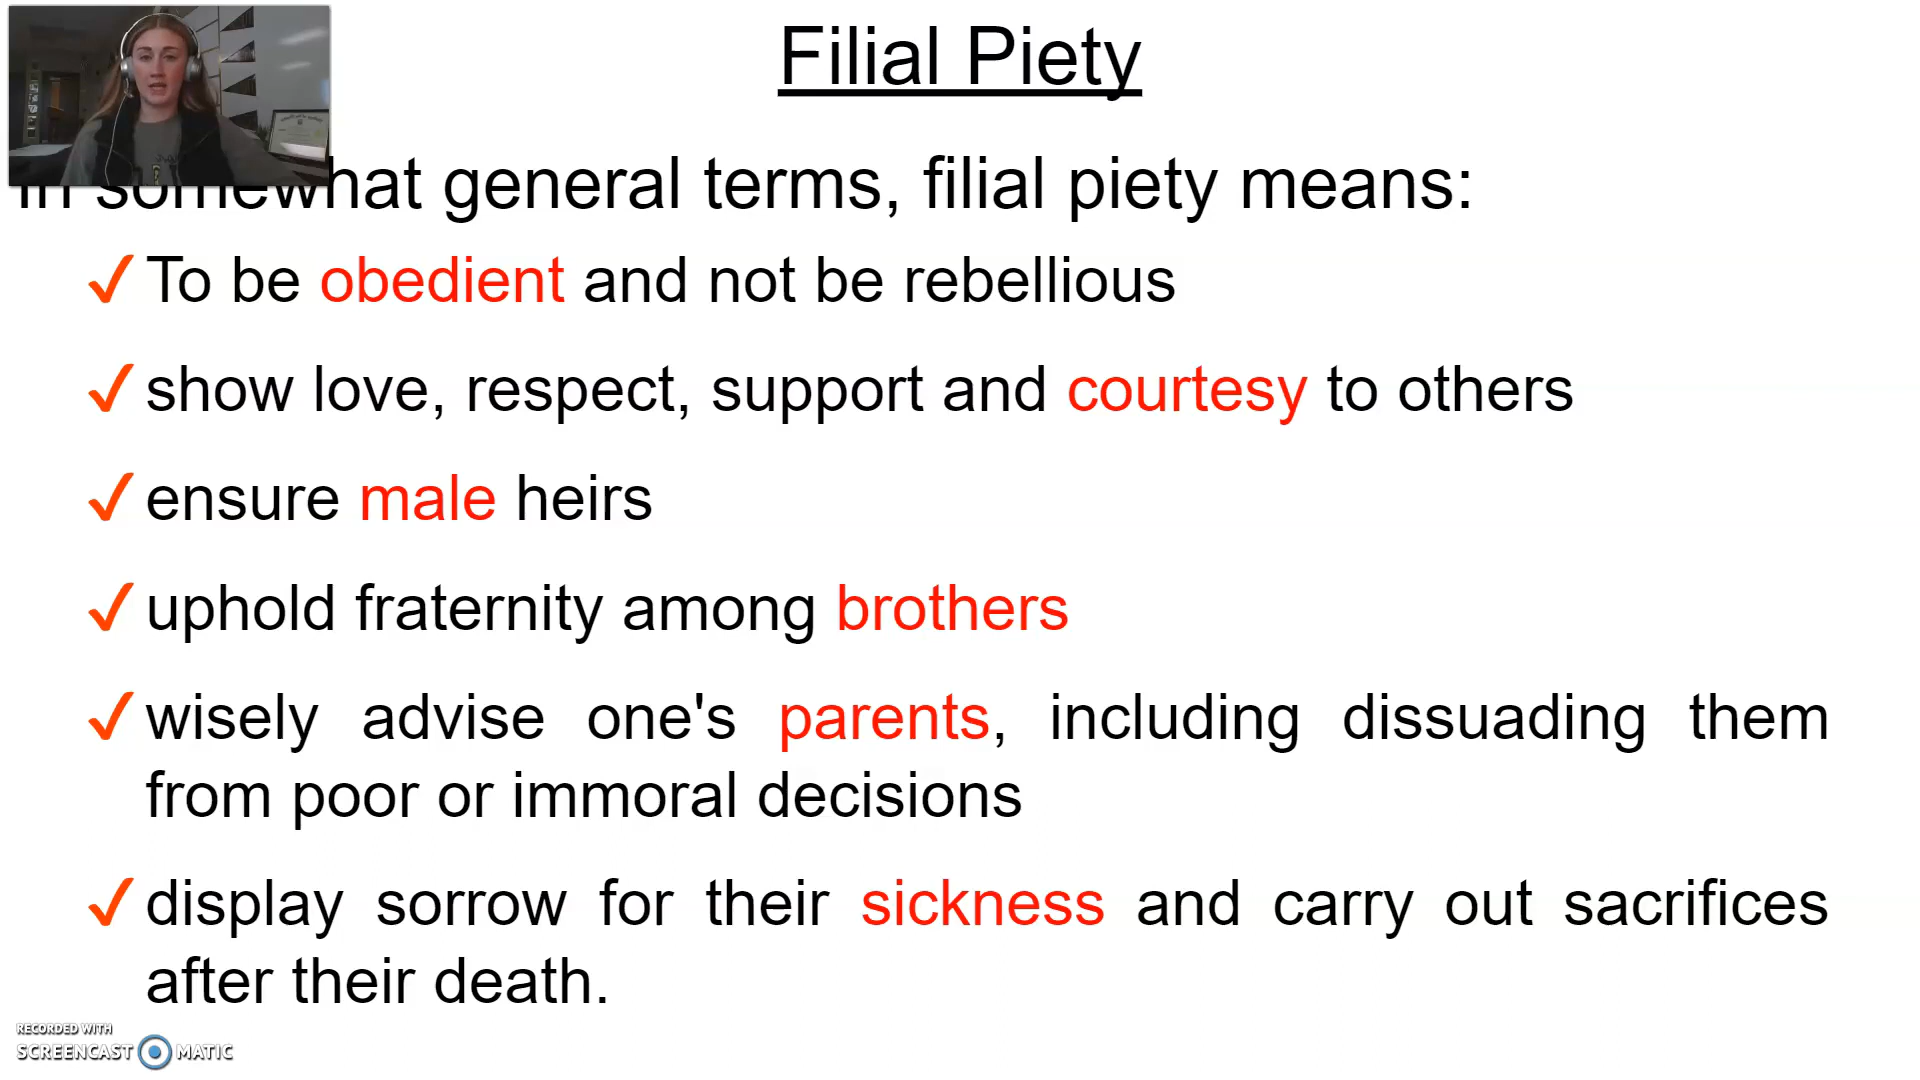 Filial Piety
In somewhat general terms, filial piety means:
✓ To be obedient and not be rebellious
✓ show love, respect, support and courtesy to others
✓ ensure male heirs
✓ uphold fraternity among brothers
✓ wisely advise one's parents, including dissuading them
from poor or immoral decisions
✓ display sorrow for their sickness and carry out sacrifices
after their death.
RECORDED WITH
SCREENCAST MATIC